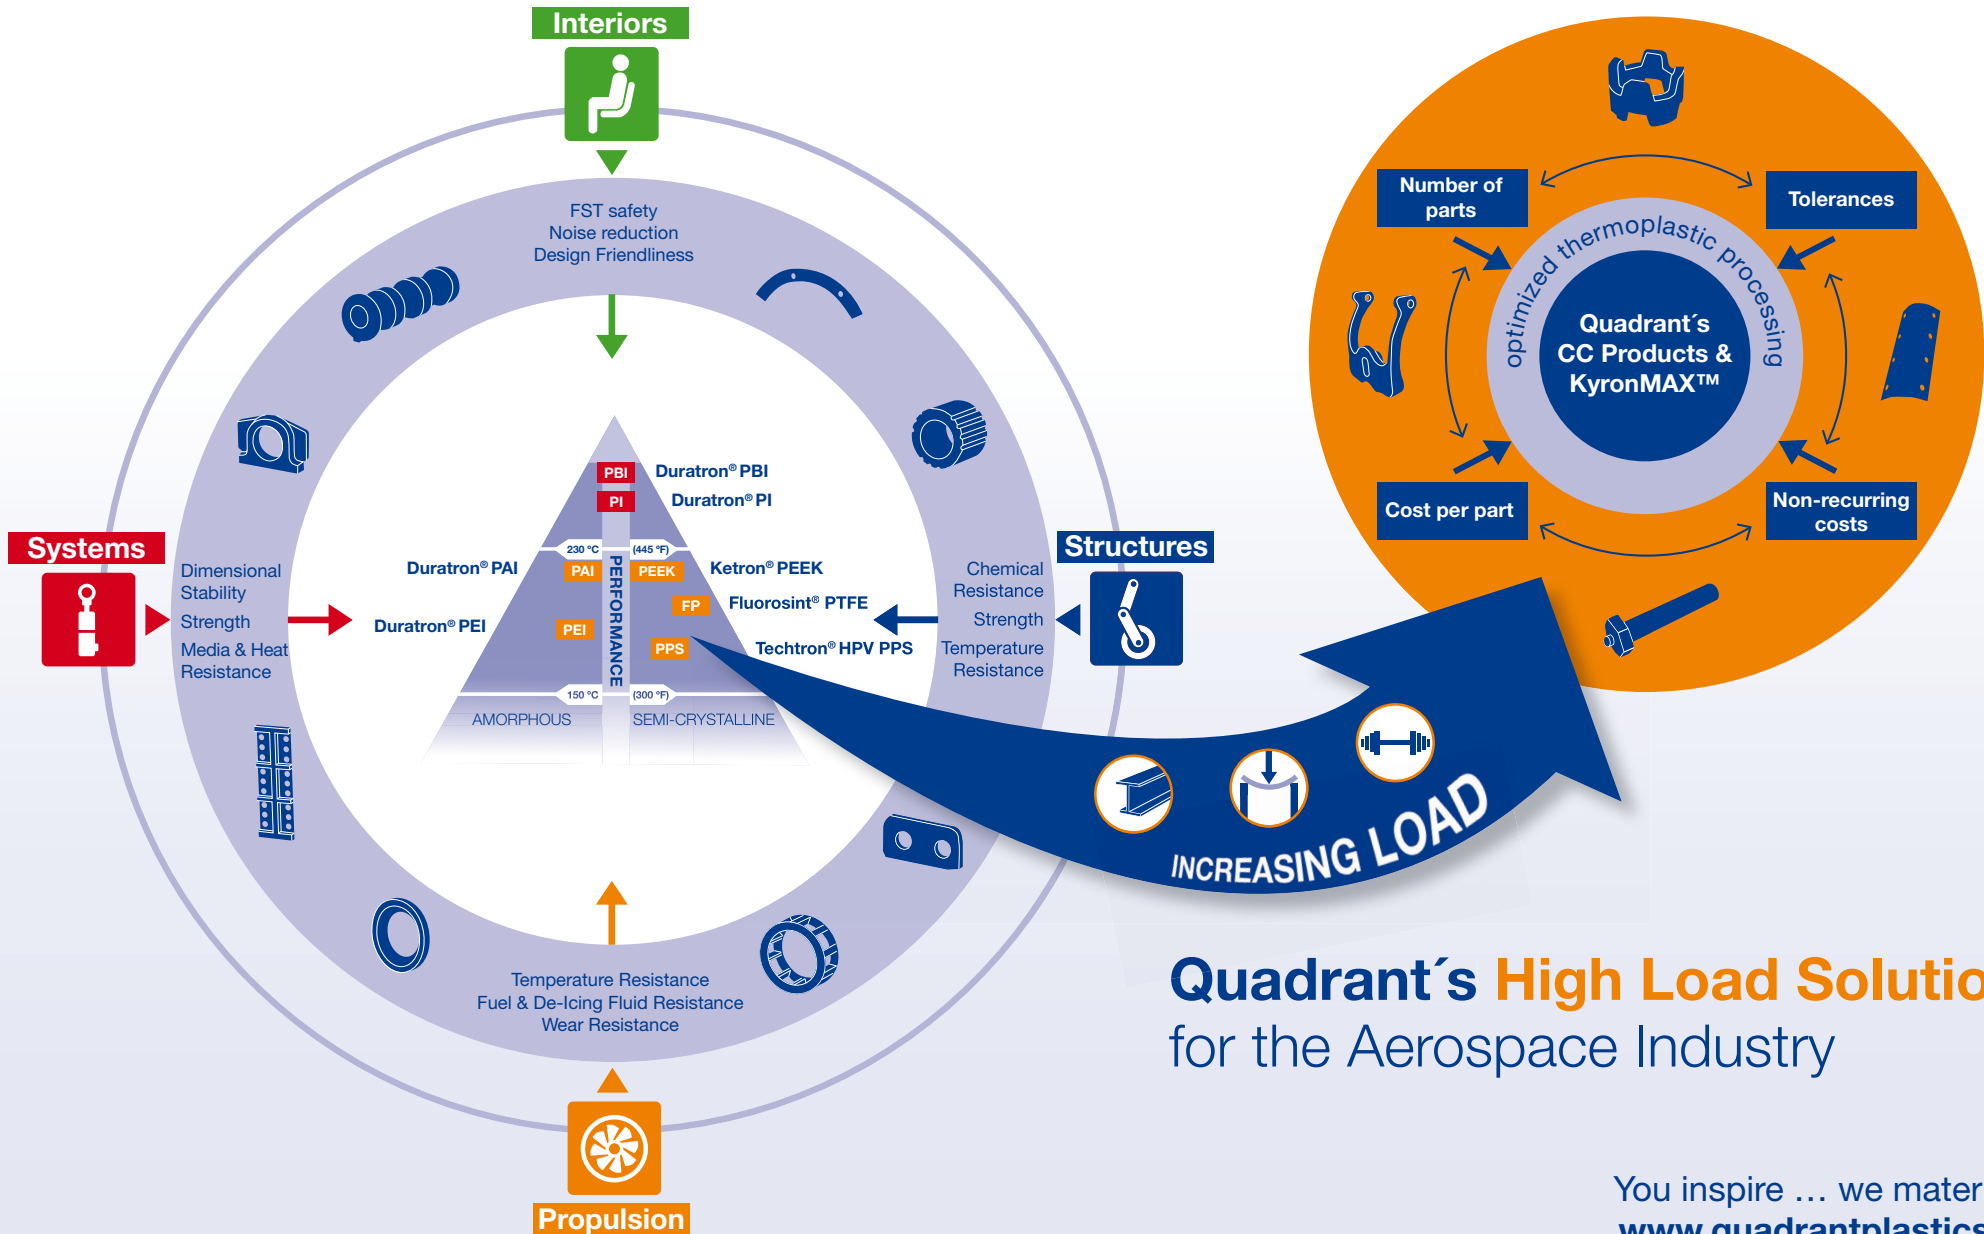 Interiors
FST safety
Noise reduction
Design Friendliness
Systems
Dimensional
Stability
Strength
Media & Heat
Resistance
Structures
Chemical
Resistance
Strength
Temperature
Resistance
Temperature Resistance
Fuel & De-Icing Fluid Resistance
Wear Resistance
Propulsion
PBI
Duratron® PBI
PI
Duratron® PI
230 °C
(445 °F)
PERFORMANCE
Duratron® PAI
PAI
PEEK
Ketron® PEEK
FP
Fluorosint® PTFE
Duratron® PEI
PEI
PPS
Techtron® HPV PPS
150 °C
(300 °F)
AMORPHOUS
SEMI-CRYSTALLINE
INCREASING LOAD
Number of
parts
Tolerances
optimized thermoplastic processing
Quadrant´s
CC Products &
KyronMAX™
Cost per part
Non-recurring
costs
Quadrant´s High Load Solutio
for the Aerospace Industry
You inspire … we mater
www.quadrantplastics